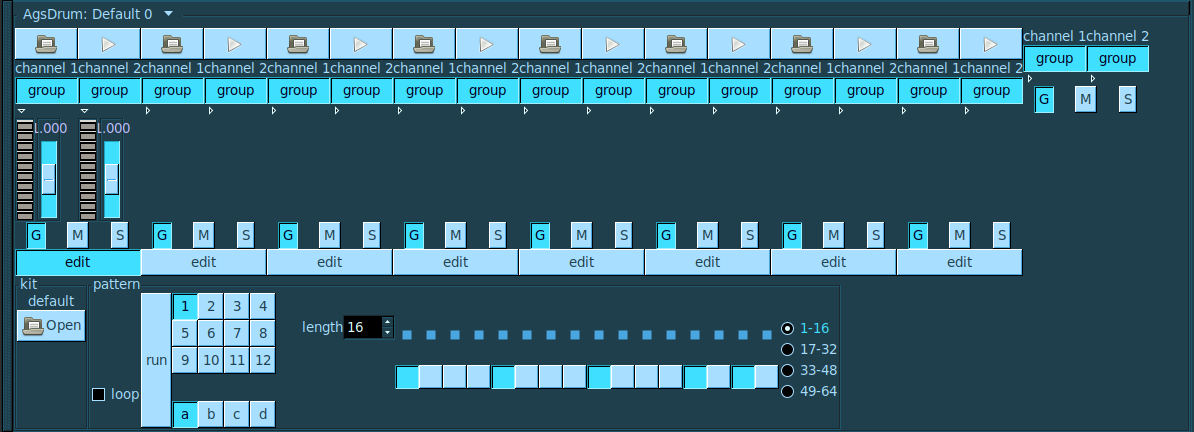 AgsDrum: Default 0
channel 1 channel 2
channel 1 channel 2 channel 1 channel 2 channel 1 channel 2 channel 1 channel 2 channel 1 channel 2 channel 1 channel 2 channel 1 channel 2 channel 1 channel 2
group group
group group group group group group group group group group group group group group group group
G M S
1.000 1.000
G M S G M S G M S G M S G M S G M S G M S G M S
edit edit edit edit edit edit edit edit
kit
default
Open
pattern
loop
run
1 2 3 4
5 6 7 8
9 10 11 12
a b c d
length 16
1-16
17-32
33-48
49-64